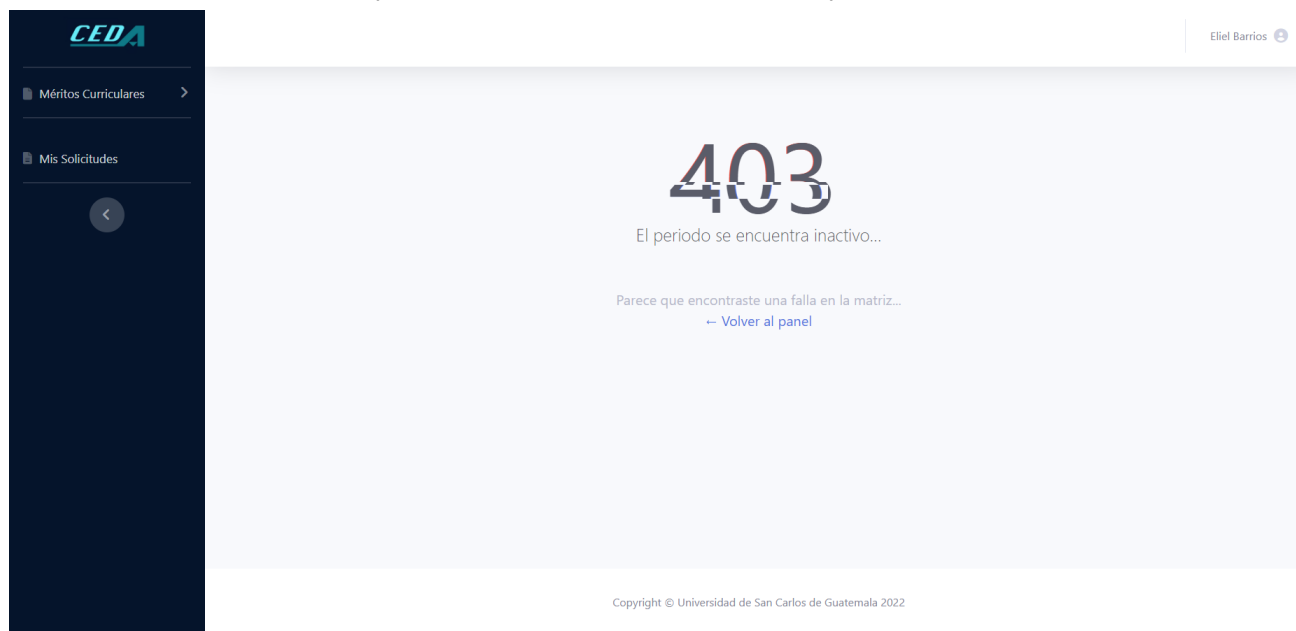 CEDA
Eliel Barrios
Méritos Curriculares
Mis Solicitudes
403
El periodo se encuentra inactivo...
Parece que encontraste una falla en la matriz...
← Volver al panel
Copyright © Universidad de San Carlos de Guatemala 2022